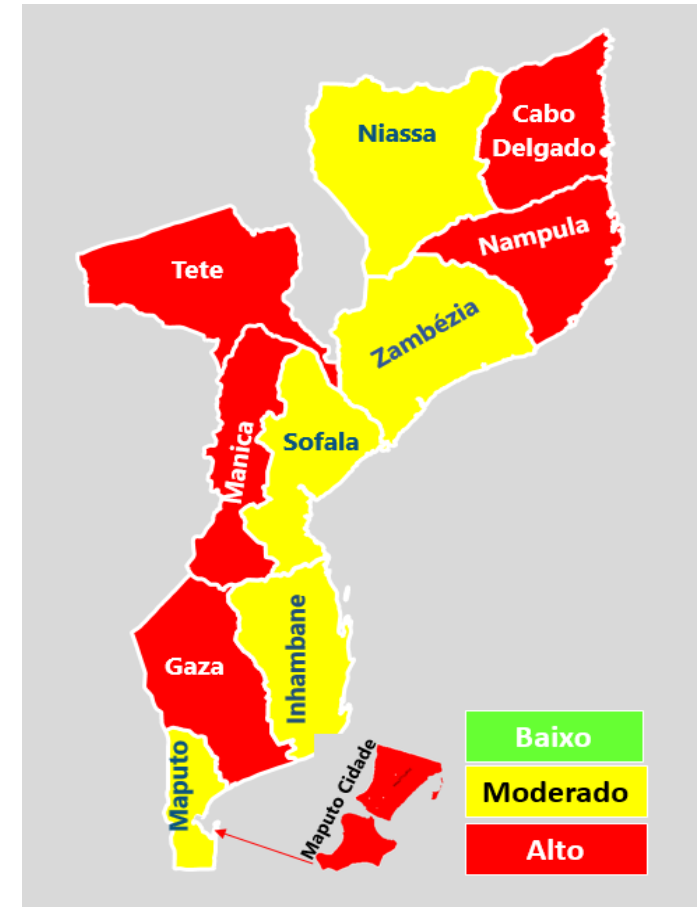 Cabo
Delgado
Niassa
Nampula
Tete
Zambézia
Manica
Sofala
Inhambane
Gaza
Maputo
Maputo Cidade
Baixo
Moderado
Alto